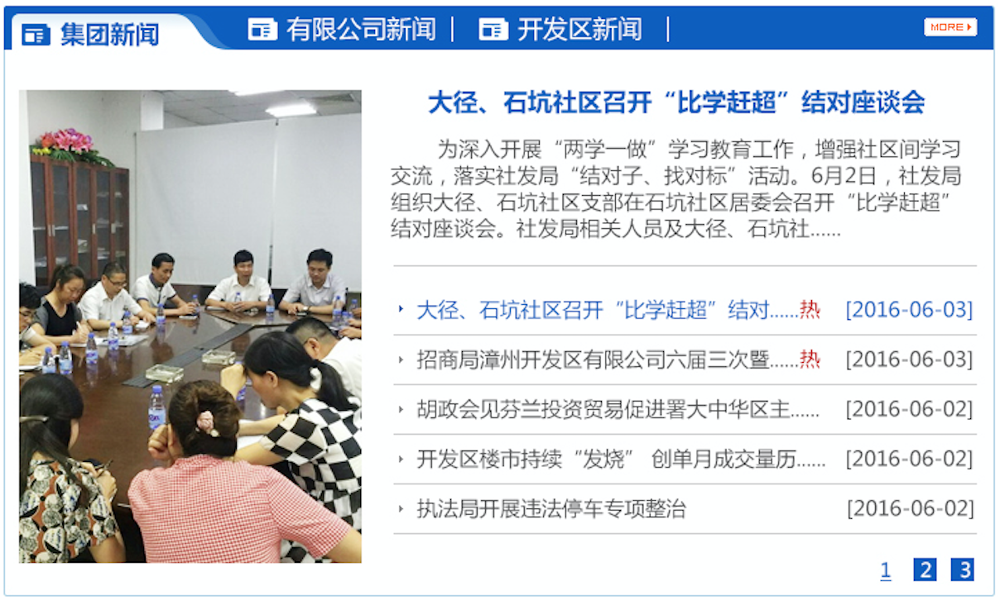 集团新闻 有限公司新闻 | 开发区新闻 | MORE
大径、石坑社区召开“比学赶超”结对座谈会
为深入开展“两学一做”学习教育工作，增强社区间学习
交流，落实社发局“结对子、找对标”活动。6月2日，社发局
组织大径、石坑社区支部在石坑社区居委会召开“比学赶超”
结对座谈会。社发局相关人员及大径、石坑社......
大径、石坑社区召开“比学赶超”结对......热 [2016-06-03]
招商局漳州开发区有限公司六届三次暨......热 [2016-06-03]
胡政会见芬兰投资贸易促进署大中华区主...... [2016-06-02]
开发区楼市持续“发烧” 创单月成交量历...... [2016-06-02]
执法局开展违法停车专项整治 [2016-06-02]
1 2 3